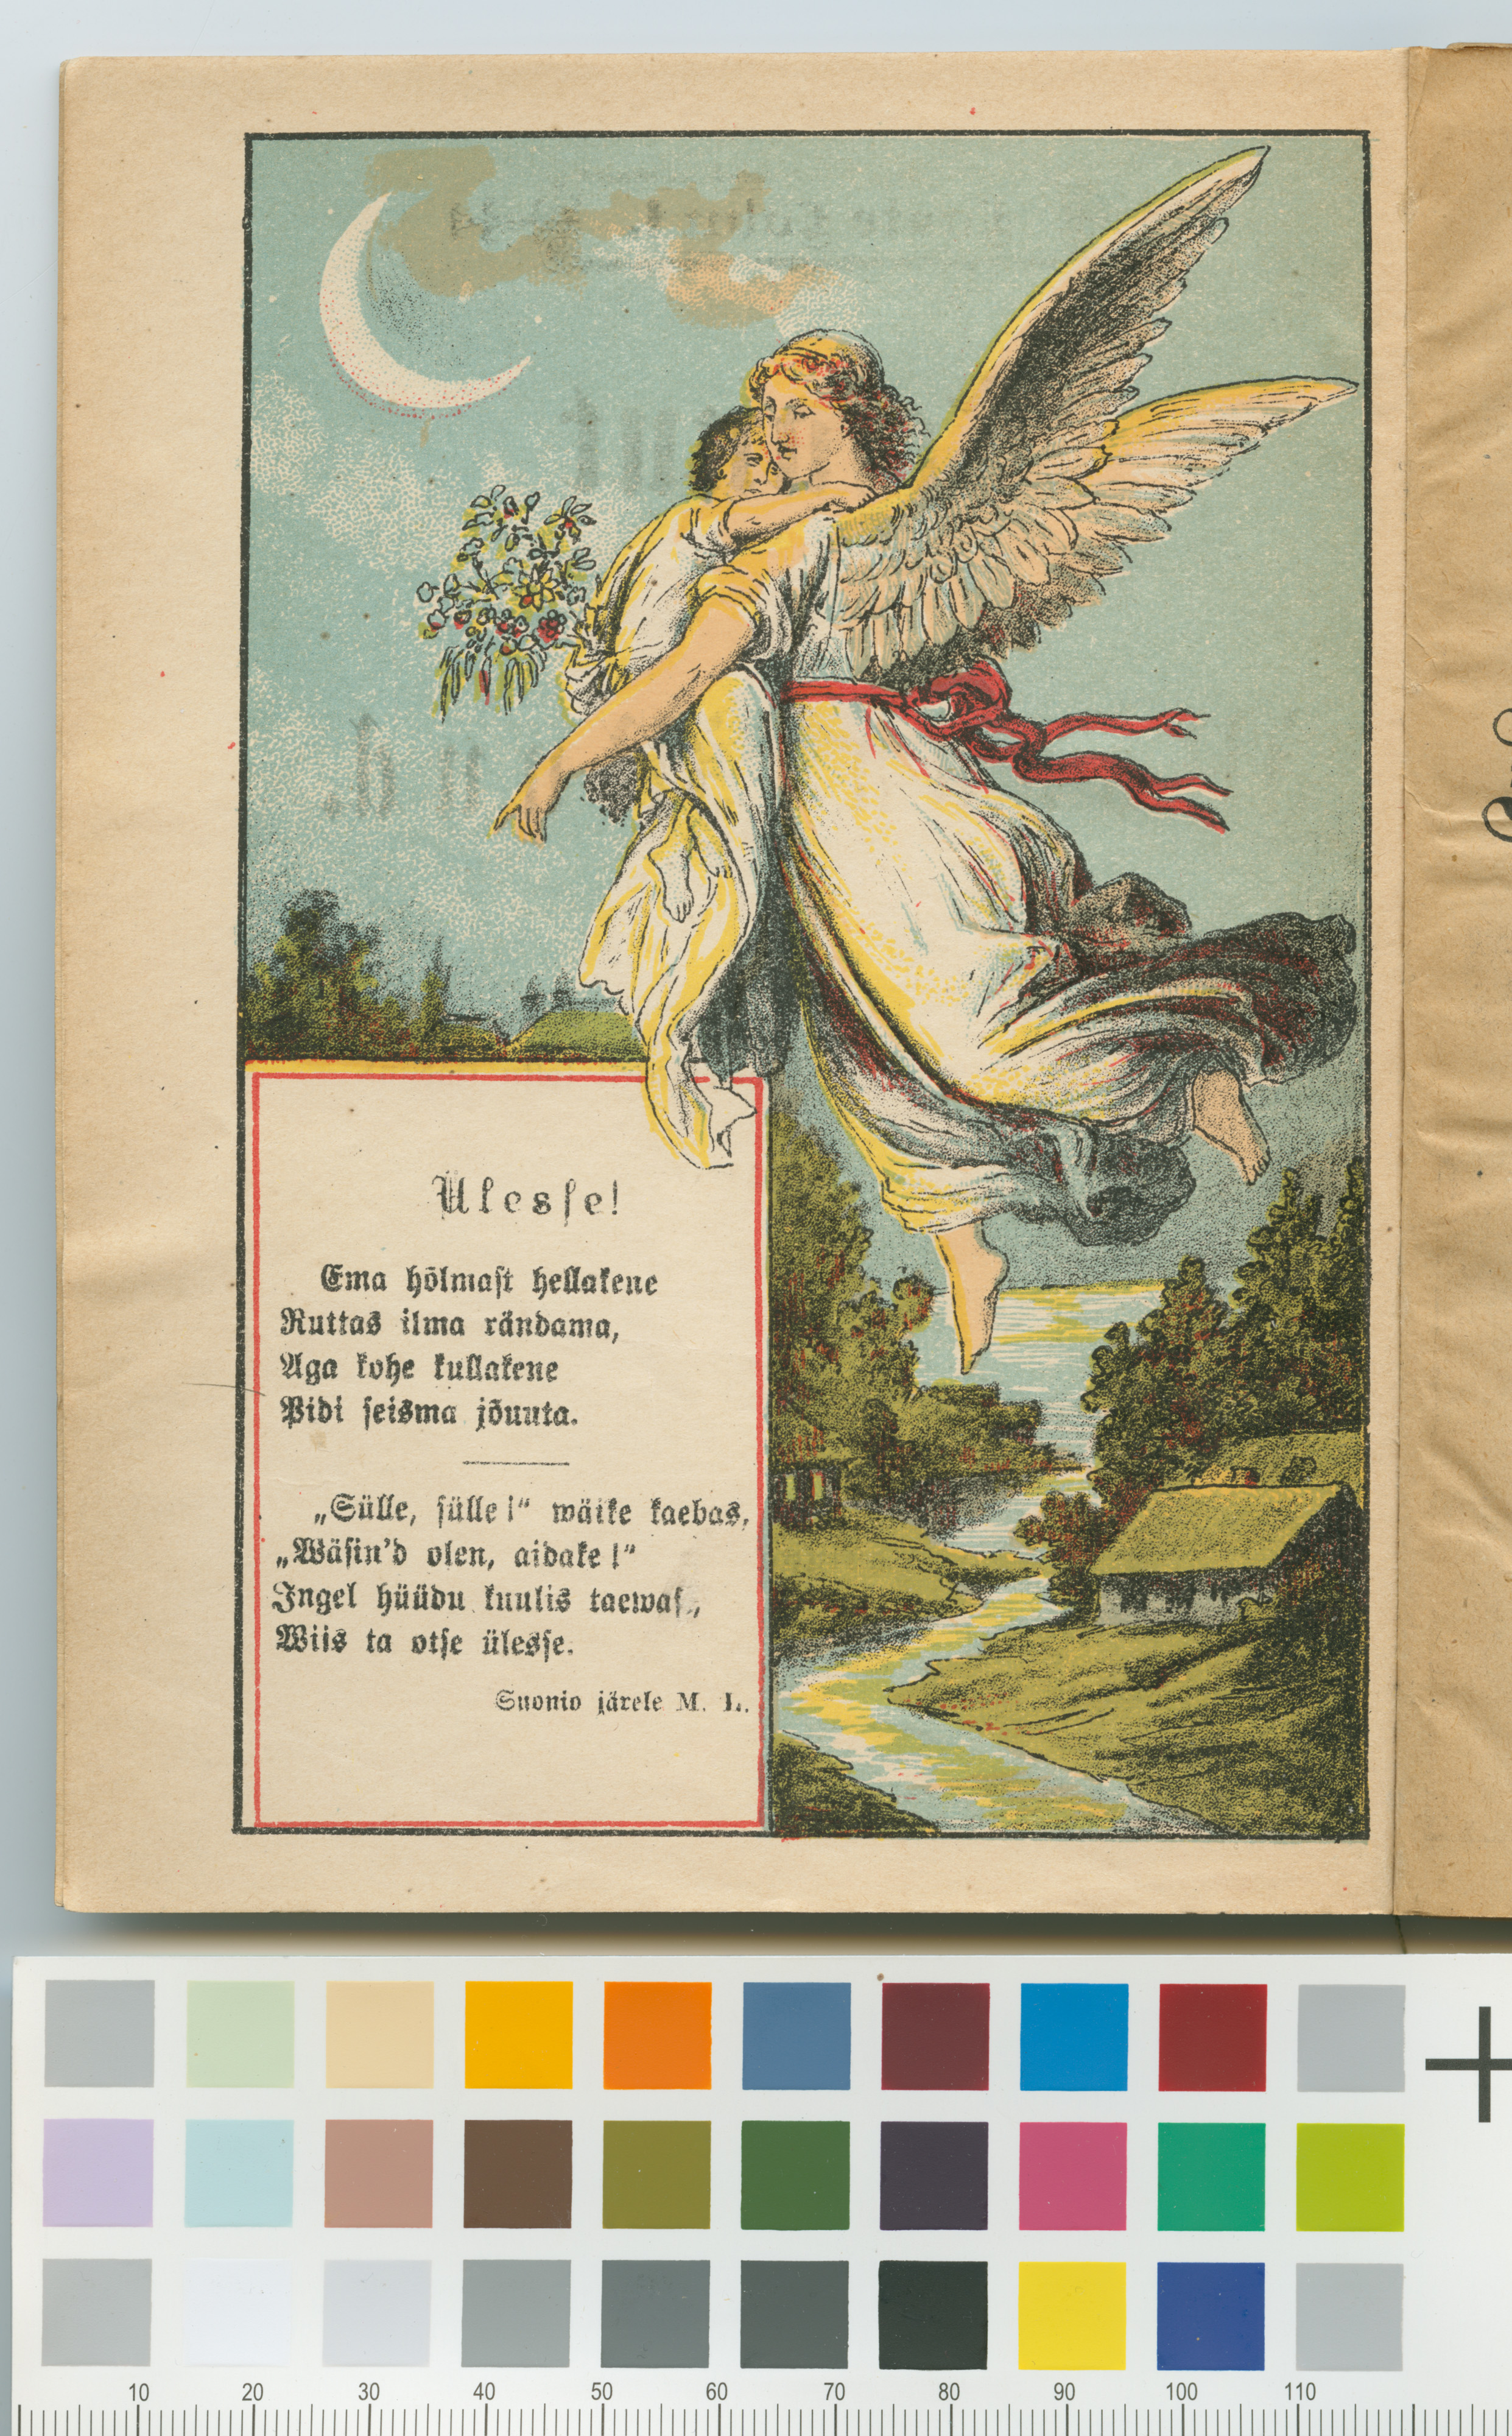 Ülesse!
Ema hõlmast hellakene
Ruttas ilma rändama,
Aga kohe kullakene
Pidi seisma jõuuta.
„Sülle, sülle!“ wäike kaebas,
„Wäsin'd olen, aidake!“
Ingel hüüdu kuulis taewas,
Wiis ta otse ülesse.
Suonio järele M. L.
10 20 30 40 50 60 70 80 90 100 110